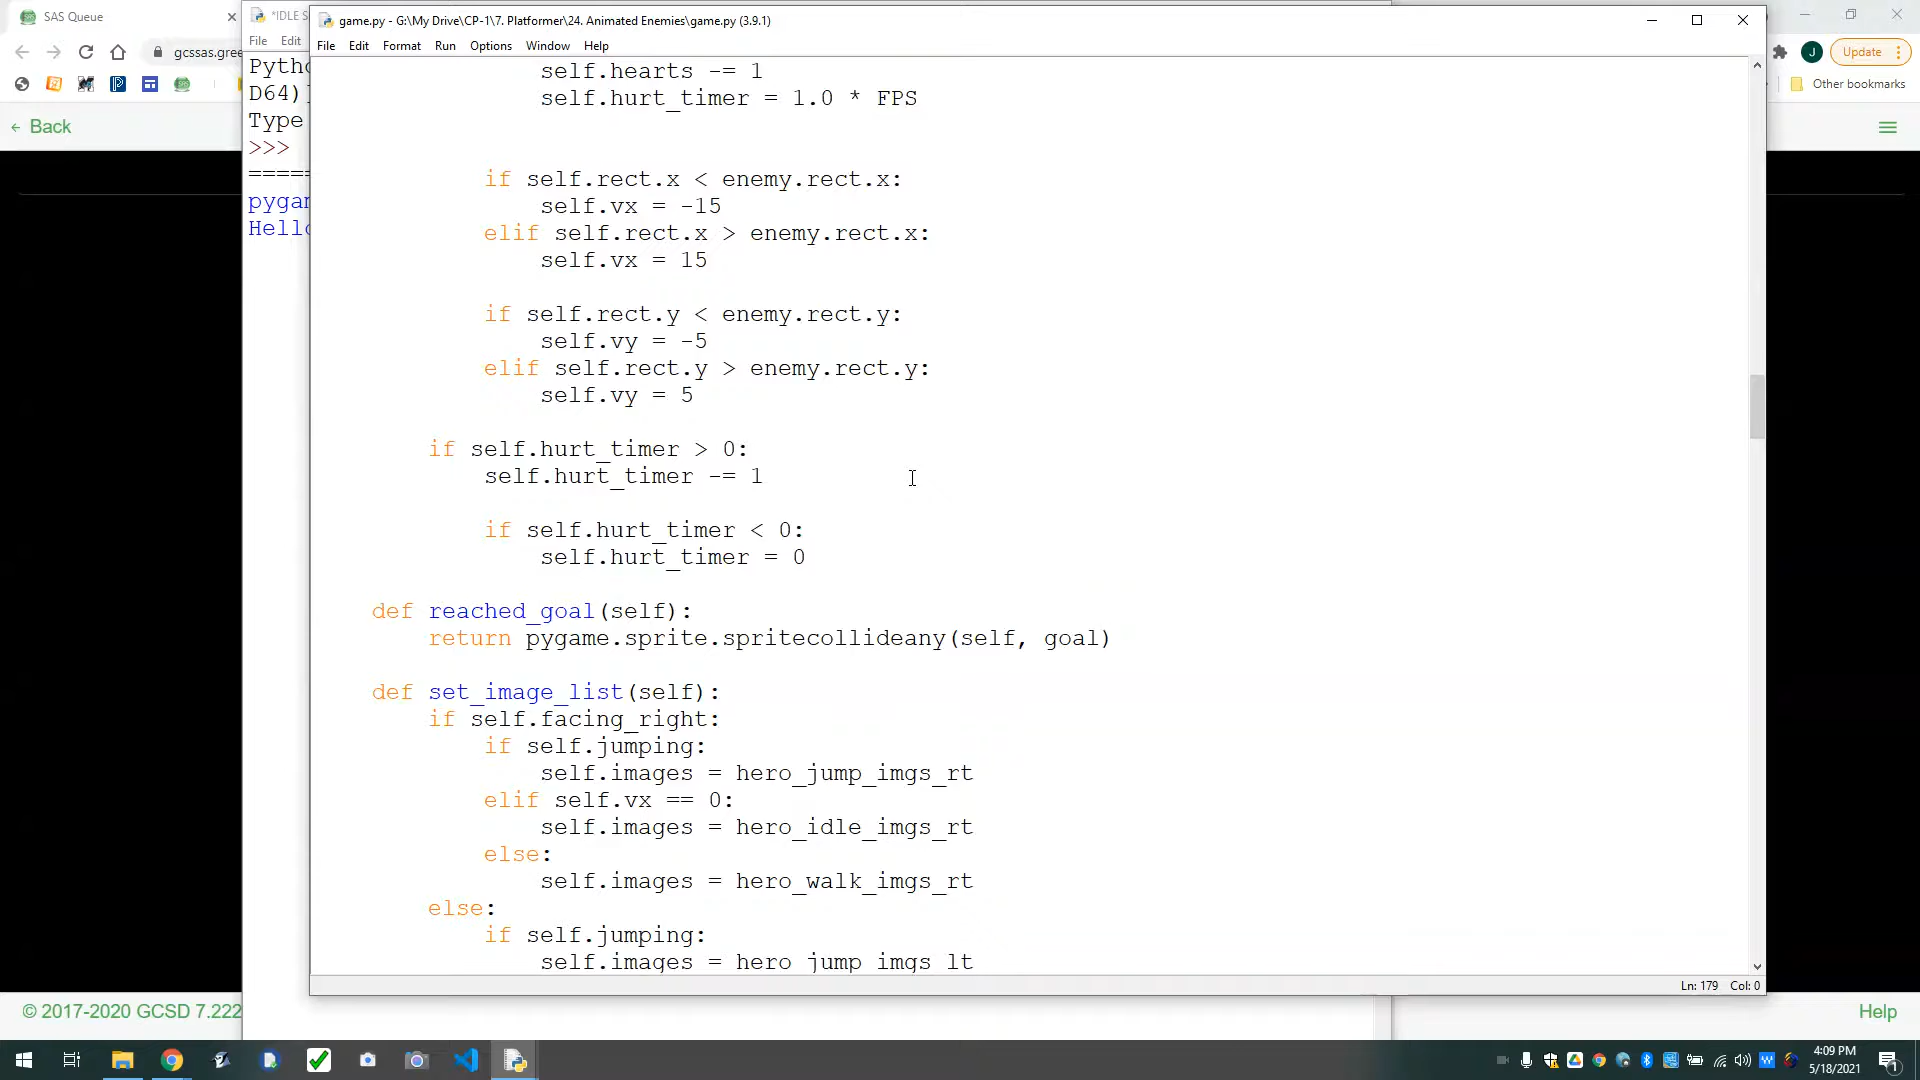 SAS Queue
*IDLE S
game.py - G:\My Drive\CP-1\7. Platformer\24. Animated Enemies\game.py (3.9.1)
gcssas.gree
File Edit
File Edit Format Run Options Window Help
J Update
Other bookmarks
← Back
Pytho
D64)]
Type
>>>
=====
pygam
Hello
self.hearts -= 1
self.hurt_timer = 1.0 * FPS
if self.rect.x < enemy.rect.x:
self.vx = -15
elif self.rect.x > enemy.rect.x:
self.vx = 15
if self.rect.y < enemy.rect.y:
self.vy = -5
elif self.rect.y > enemy.rect.y:
self.vy = 5
if self.hurt_timer > 0:
self.hurt_timer -= 1
if self.hurt_timer < 0:
self.hurt_timer = 0
def reached_goal(self):
return pygame.sprite.spritecollideany(self, goal)
def set_image_list(self):
if self.facing_right:
if self.jumping:
self.images = hero_jump_imgs_rt
elif self.vx == 0:
self.images = hero_idle_imgs_rt
else:
self.images = hero_walk_imgs_rt
else:
if self.jumping:
self.images = hero_jump_imgs_lt
Ln: 179 Col: 0
© 2017-2020 GCSD 7.222
Help
4:09 PM
5/18/2021